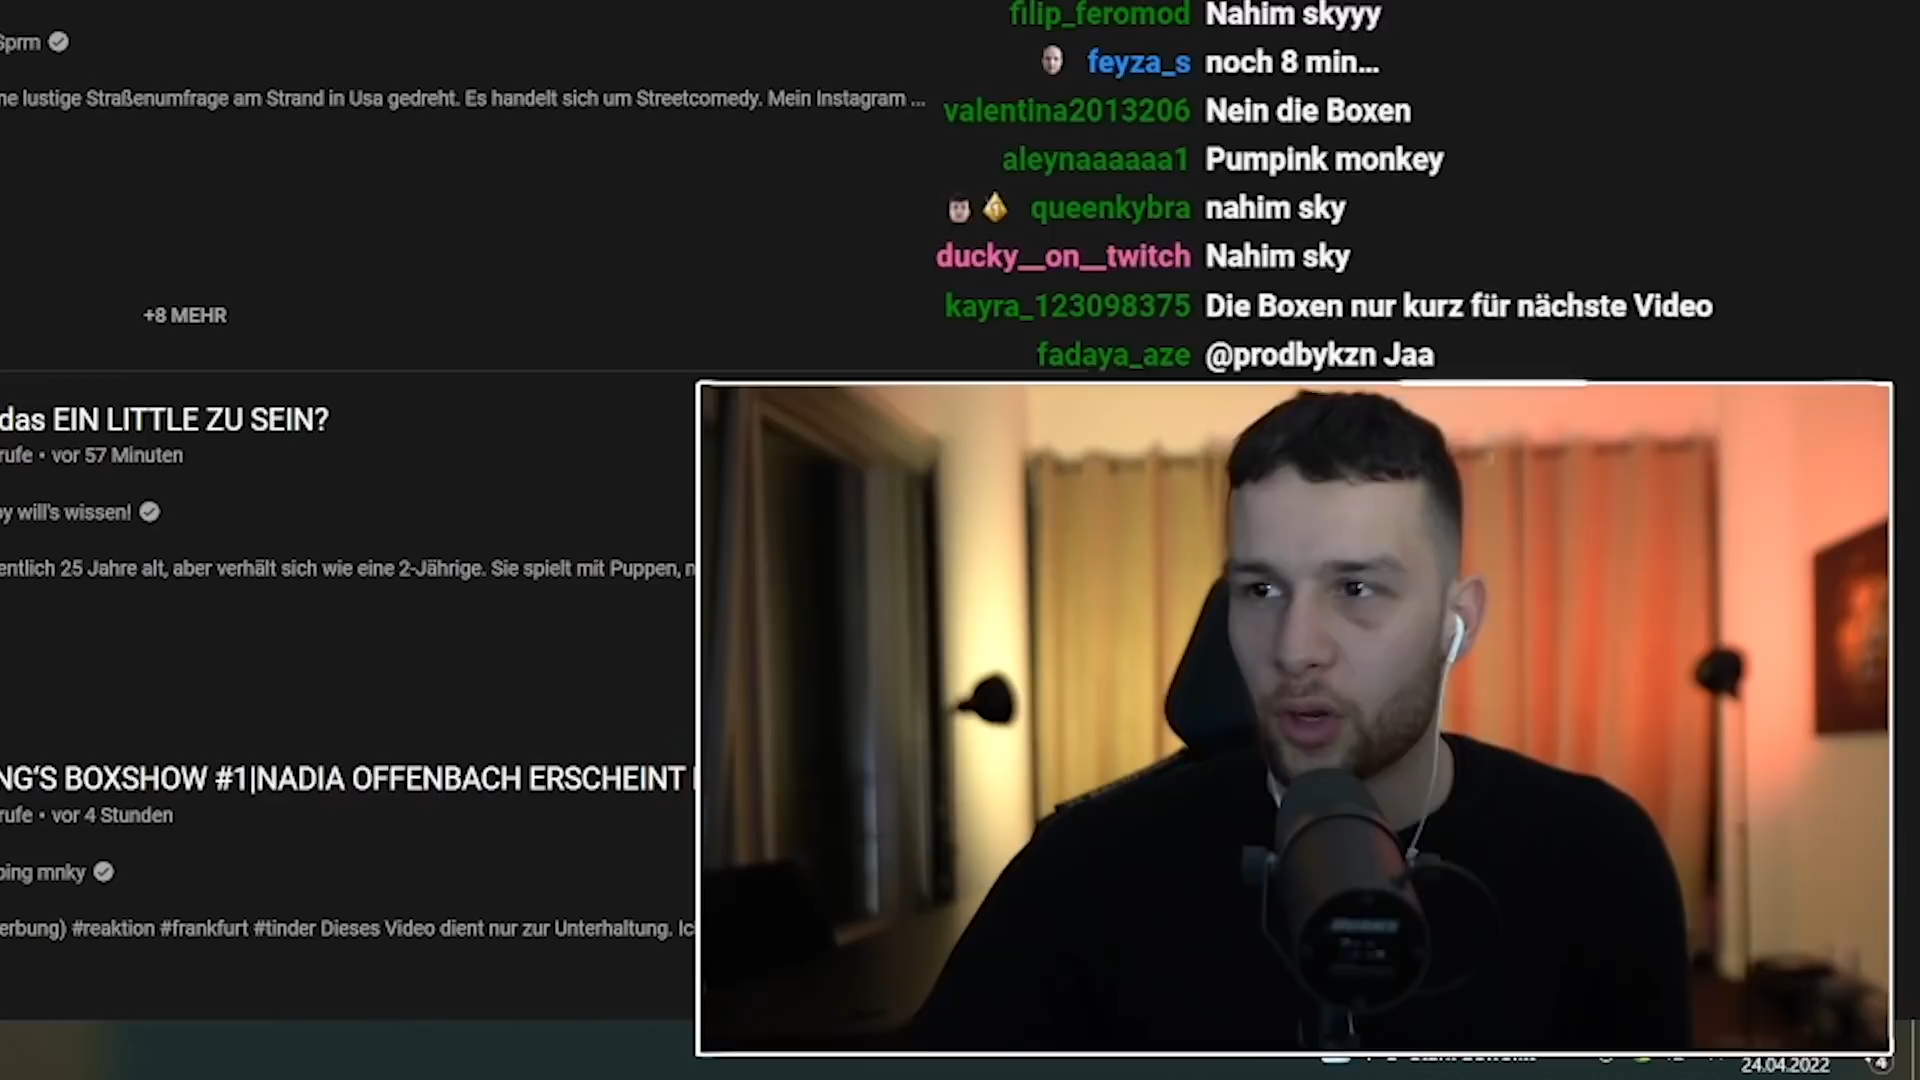 filip_feromod Nahim skyyy
Sprm
feyza_s noch 8 min...
ne lustige Straßenumfrage am Strand in Usa gedreht. Es handelt sich um Streetcomedy. Mein Instagram ...
valentina2013206 Nein die Boxen
aleynaaaaaa1 Pumpink monkey
queenkybra nahim sky
ducky__on__twitch Nahim sky
kayra_123098375 Die Boxen nur kurz für nächste Video
+8 MEHR
fadaya_aze @prodbykzn Jaa
das EIN LITTLE ZU SEIN?
rufe • vor 57 Minuten
oy will's wissen!
entlich 25 Jahre alt, aber verhält sich wie eine 2-Jährige. Sie spielt mit Puppen, n
NG'S BOXSHOW #1|NADIA OFFENBACH ERSCHEINT
rufe • vor 4 Stunden
ping mnky
erbung) #reaktion #frankfurt #tinder Dieses Video dient nur zur Unterhaltung. Ic
24.04.2022
4